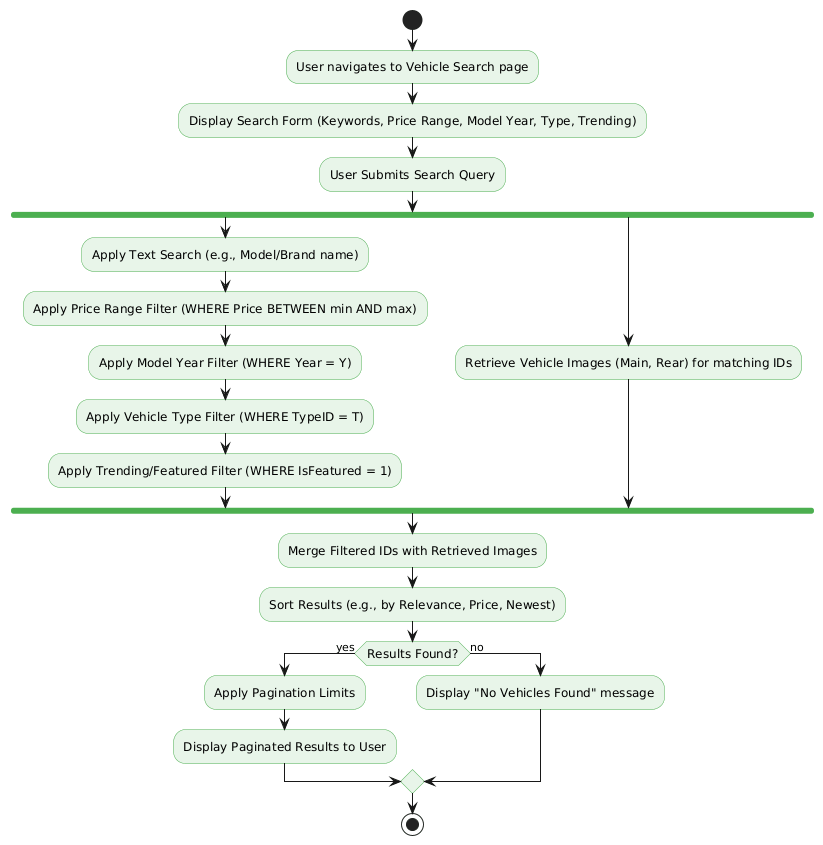 User navigates to Vehicle Search page
Display Search Form (Keywords, Price Range, Model Year, Type, Trending)
User Submits Search Query
Apply Text Search (e.g., Model/Brand name)
Apply Price Range Filter (WHERE Price BETWEEN min AND max)
Apply Model Year Filter (WHERE Year = Y)
Apply Vehicle Type Filter (WHERE TypeID = T)
Apply Trending/Featured Filter (WHERE IsFeatured = 1)
Retrieve Vehicle Images (Main, Rear) for matching IDs
Merge Filtered IDs with Retrieved Images
Sort Results (e.g., by Relevance, Price, Newest)
yes
Results Found?
no
Apply Pagination Limits
Display Paginated Results to User
Display "No Vehicles Found" message